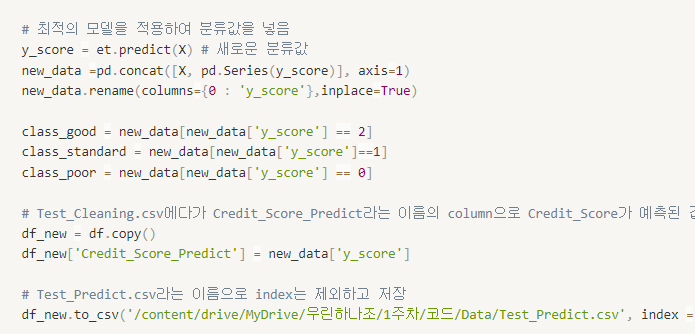 # 최적의 모델을 적용하여 분류값을 넣음
y_score = et.predict(X) # 새로운 분류값
new_data =pd.concat([X, pd.Series(y_score)], axis=1)
new_data.rename(columns={0 : 'y_score'},inplace=True)
class_good = new_data[new_data['y_score'] == 2]
class_standard = new_data[new_data['y_score']==1]
class_poor = new_data[new_data['y_score'] == 0]
# Test_Cleaning.csv에다가 Credit_Score_Predict라는 이름의 column으로 Credit_Score가 예측된
df_new = df.copy()
df_new['Credit_Score_Predict'] = new_data['y_score']
# Test_Predict.csv라는 이름으로 index는 제외하고 저장
df_new.to_csv('/content/drive/MyDrive/우린하나조/1주차/코드/Data/Test_Predict.csv', index =